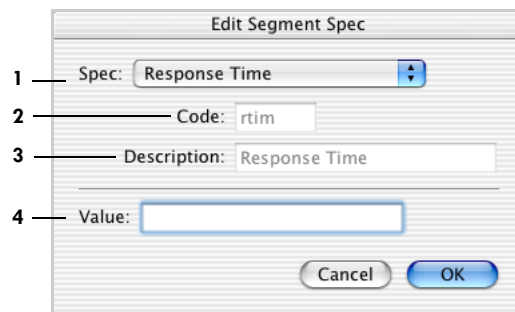 Edit Segment Spec
1 Spec: Response Time
2 Code: rtim
3 Description: Response Time
4 Value:
Cancel OK